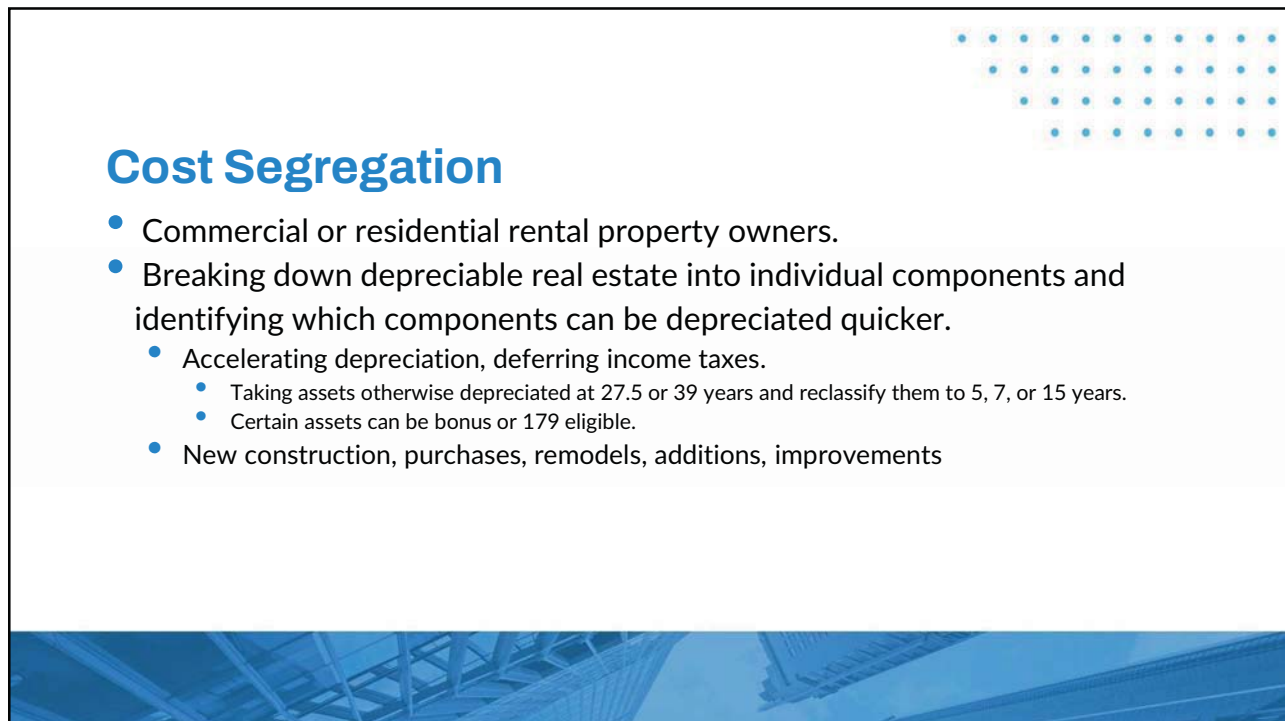 Cost Segregation
• Commercial or residential rental property owners.
• Breaking down depreciable real estate into individual components and
identifying which components can be depreciated quicker.
• Accelerating depreciation, deferring income taxes.
• Taking assets otherwise depreciated at 27.5 or 39 years and reclassify them to 5, 7, or 15 years.
• Certain assets can be bonus or 179 eligible.
• New construction, purchases, remodels, additions, improvements